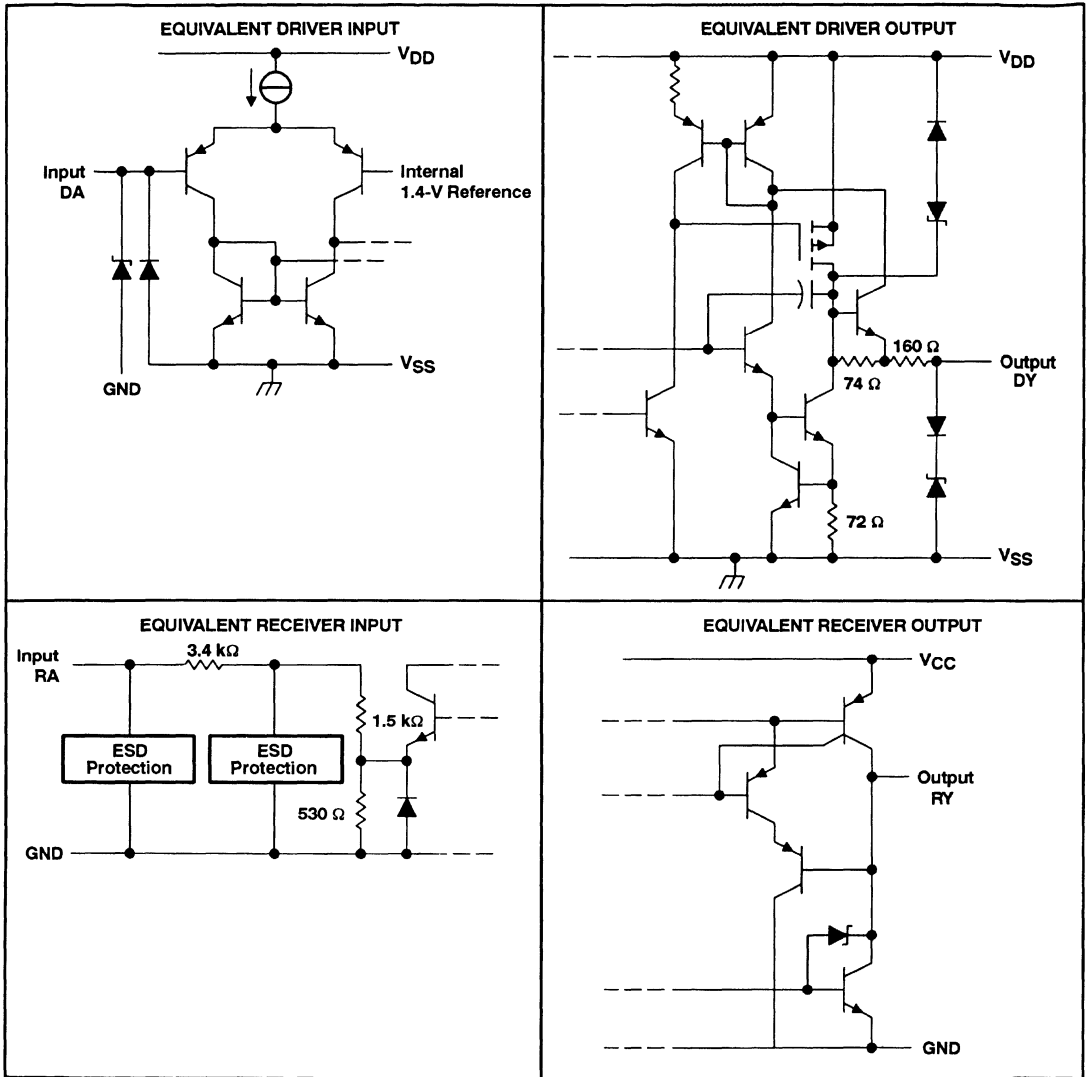 EQUIVALENT DRIVER INPUT
VDD
Input
DA
Internal
1.4-V Reference
GND
VSS
EQUIVALENT DRIVER OUTPUT
VDD
160 Ω
74 Ω
Output
DY
72 Ω
VSS
EQUIVALENT RECEIVER INPUT
Input
RA
3.4 kΩ
1.5 kΩ
ESD
Protection
ESD
Protection
530 Ω
GND
EQUIVALENT RECEIVER OUTPUT
VCC
Output
RY
GND